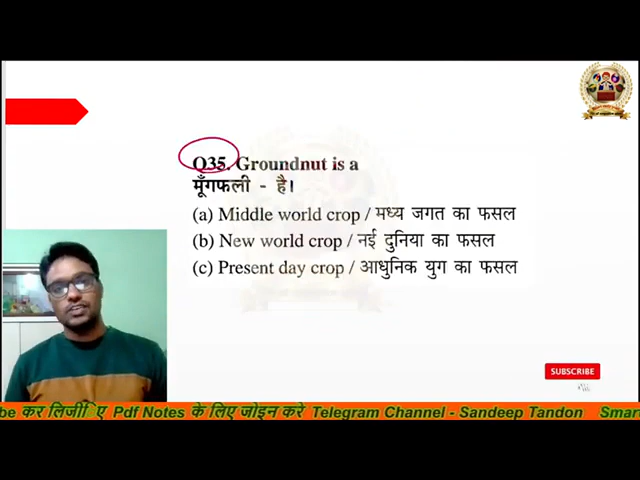 Q35. Groundnut is a
मूँगफली - है।
(a) Middle world crop / मध्य जगत का फसल
(b) New world crop / नई दुनिया का फसल
(c) Present day crop / आधुनिक युग का फसल
SUBSCRIBE
be कर लिजीिए Pdf Notes के लिए जोइन करे Telegram Channel - Sandeep Tandon Smar